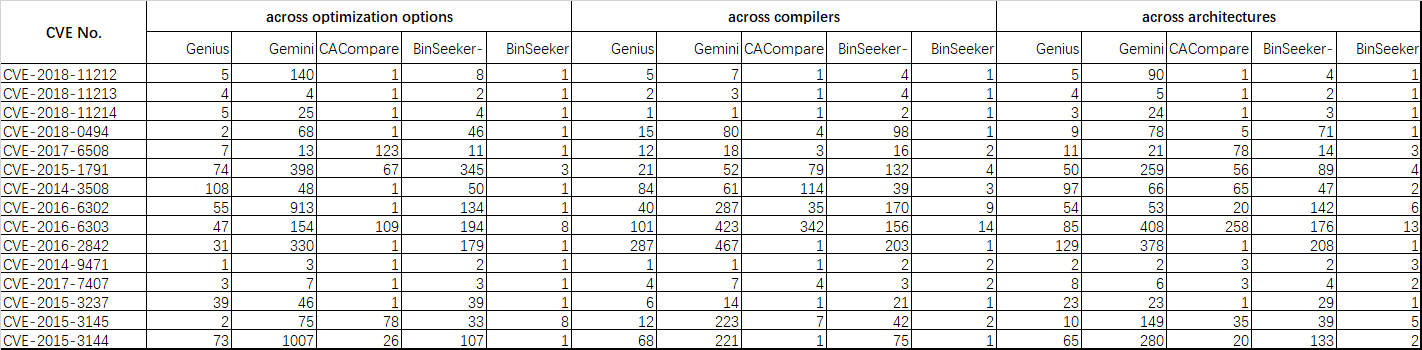 CVE No. across optimization options across compilers across architectures
Genius Gemini CACompare BinSeeker- BinSeeker Genius Gemini CACompare BinSeeker- BinSeeker Genius Gemini CACompare BinSeeker- BinSeeker
CVE-2018-11212 5 140 1 8 1 5 7 1 4 1 5 90 1 4 1
CVE-2018-11213 4 4 1 2 1 2 3 1 4 1 4 5 1 2 1
CVE-2018-11214 5 25 1 4 1 1 1 1 2 1 3 24 1 3 1
CVE-2018-0494 2 68 1 46 1 15 80 4 98 1 9 78 5 71 1
CVE-2017-6508 7 13 123 11 1 12 18 3 16 2 11 21 78 14 3
CVE-2015-1791 74 398 67 345 3 21 52 79 132 4 50 259 56 89 4
CVE-2014-3508 108 48 1 50 1 84 61 114 39 3 97 66 65 47 2
CVE-2016-6302 55 913 1 134 1 40 287 35 170 9 54 53 20 142 6
CVE-2016-6303 47 154 109 194 8 101 423 342 156 14 85 408 258 176 13
CVE-2016-2842 31 330 1 179 1 287 467 1 203 1 129 378 1 208 1
CVE-2014-9471 1 3 1 2 1 1 1 1 2 2 2 2 3 2 3
CVE-2017-7407 3 7 1 3 1 4 7 4 3 2 8 6 3 4 2
CVE-2015-3237 39 46 1 39 1 6 14 1 21 1 23 23 1 29 1
CVE-2015-3145 2 75 78 33 8 12 223 7 42 2 10 149 35 39 5
CVE-2015-3144 73 1007 26 107 1 68 221 1 75 1 65 280 20 133 2